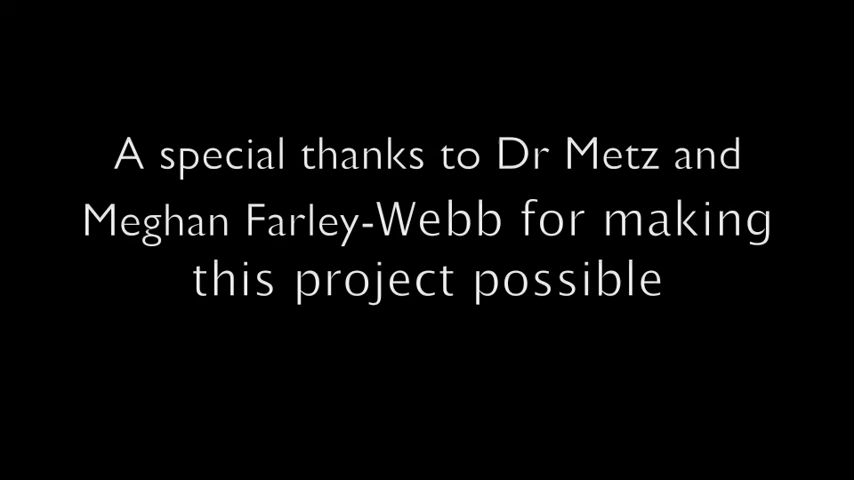 A special thanks to Dr Metz and
Meghan Farley-Webb for making
this project possible